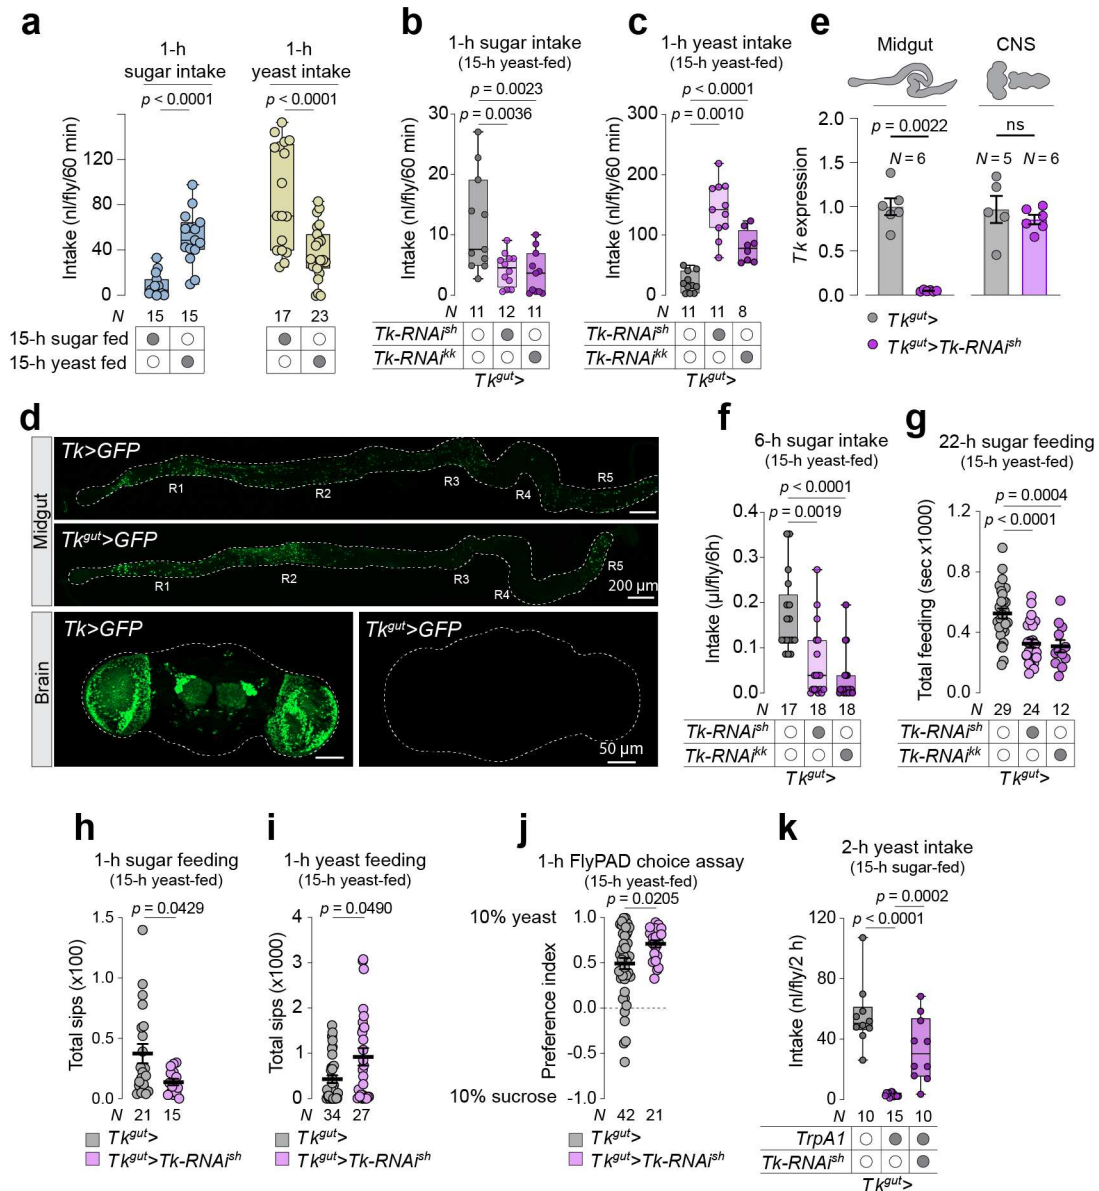 a
1-h
sugar intake
1-h
yeast intake
p < 0.0001
p < 0.0001
Intake (nl/fly/60 min)
120
80
40
0
N
15
15
17
23
15-h sugar fed
15-h yeast fed
b
1-h sugar intake
(15-h yeast-fed)
p = 0.0023
p = 0.0036
Intake (nl/fly/60 min)
30
20
10
0
N
11
12
11
Tk-RNAi^sh
Tk-RNAi^kk
Tk^gut>
c
1-h yeast intake
(15-h yeast-fed)
p < 0.0001
p = 0.0010
Intake (nl/fly/60 min)
300
200
100
0
N
11
11
8
Tk-RNAi^sh
Tk-RNAi^kk
Tk^gut>
e
Midgut
CNS
p = 0.0022
ns
N = 6
N = 5
N = 6
Tk expression
2.0
1.5
1.0
0.5
0.0
Tk^gut>
Tk^gut>Tk-RNAi^sh
d
Midgut
Tk>GFP
R1
R2
R3
R4
R5
Tk^gut>GFP
R1
R2
R3
R4
R5
200 µm
Brain
Tk>GFP
Tk^gut>GFP
50 µm
f
6-h sugar intake
(15-h yeast-fed)
p < 0.0001
p = 0.0019
Intake (µl/fly/6h)
0.4
0.3
0.2
0.1
0.0
N
17
18
18
Tk-RNAi^sh
Tk-RNAi^kk
Tk^gut>
g
22-h sugar feeding
(15-h yeast-fed)
p = 0.0004
p < 0.0001
Total feeding (sec x1000)
1.2
0.8
0.4
0.0
N
29
24
12
Tk-RNAi^sh
Tk-RNAi^kk
Tk^gut>
h
1-h sugar feeding
(15-h yeast-fed)
p = 0.0429
Total sips (x100)
1.5
1.0
0.5
0.0
N
21
15
Tk^gut>
Tk^gut>Tk-RNAi^sh
i
1-h yeast feeding
(15-h yeast-fed)
p = 0.0490
Total sips (x1000)
4
3
2
1
0
0
N
34
27
Tk^gut>
Tk^gut>Tk-RNAi^sh
j
1-h FlyPAD choice assay
(15-h yeast-fed)
p = 0.0205
10% yeast
10% sucrose
Preference index
1.0
0.5
0.0
-0.5
-1.0
N
42
21
Tk^gut>
Tk^gut>Tk-RNAi^sh
k
2-h yeast intake
(15-h sugar-fed)
p = 0.0002
p < 0.0001
Intake (nl/fly/2 h)
120
80
40
0
N
10
15
10
TrpA1
Tk-RNAi^sh
Tk^gut>